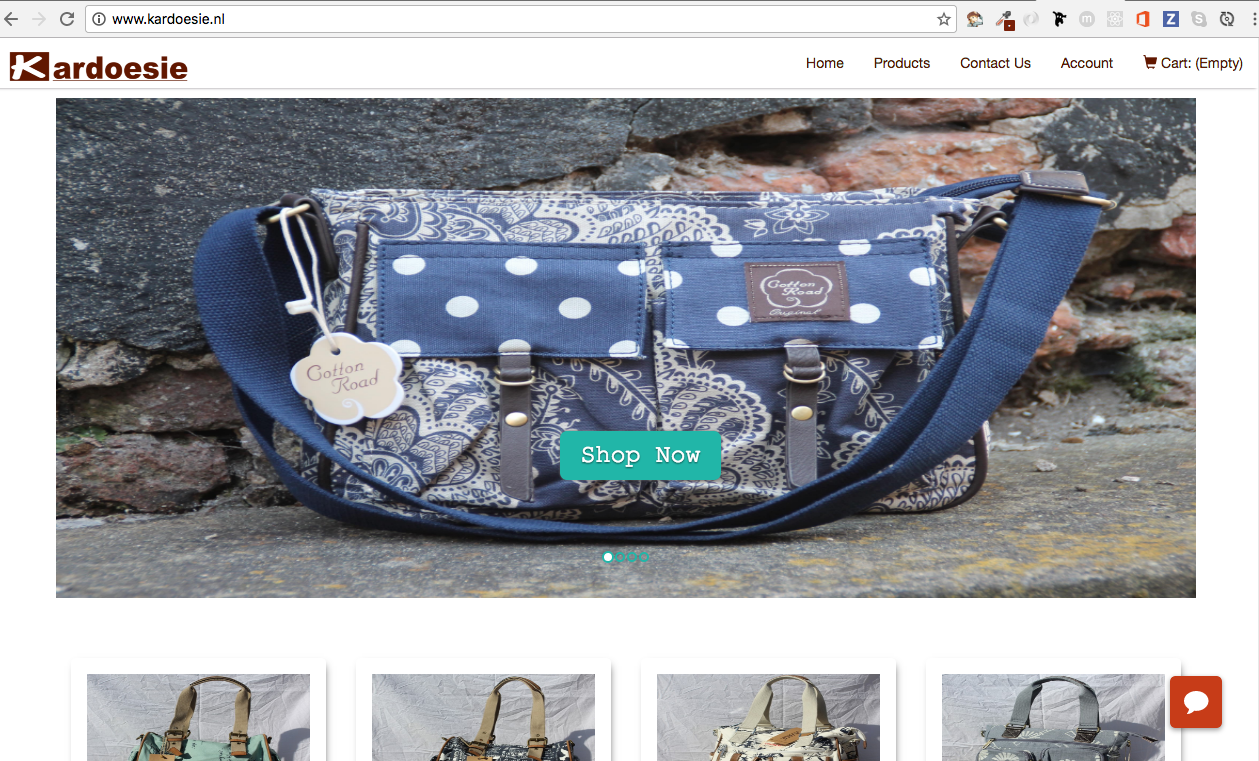 www.kardoesie.nl
Kardoesie
Home Products Contact Us Account Cart: (Empty)
Cotton
Road
Original
Cotton
Road
Shop Now